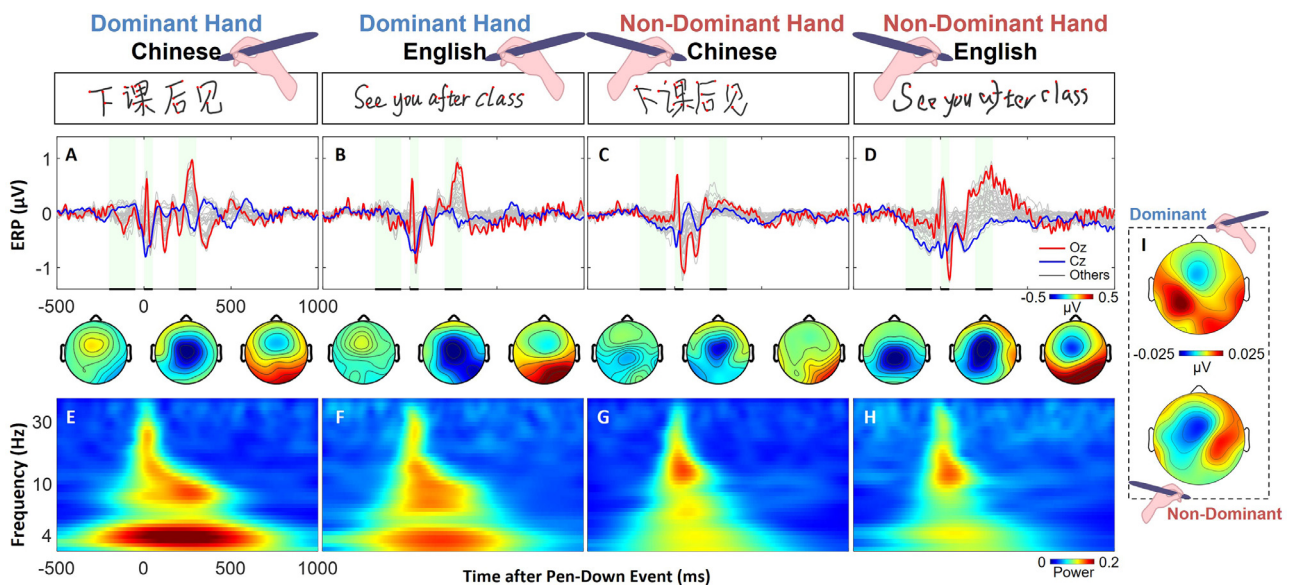 Dominant Hand
Chinese
Dominant Hand
English
Non-Dominant Hand
Chinese
Non-Dominant Hand
English
下课后见
See you after class
下课后见
See you after class
ERP (μV)
1
0
-1
A
B
C
D
Oz
Cz
Others
-500 0 500 1000
-0.5 0.5
μV
Dominant
I
-0.025 0.025
μV
Non-Dominant
Frequency (Hz)
30
10
4
E
F
G
H
-500 0 500 1000
Time after Pen-Down Event (ms)
0 0.2
Power